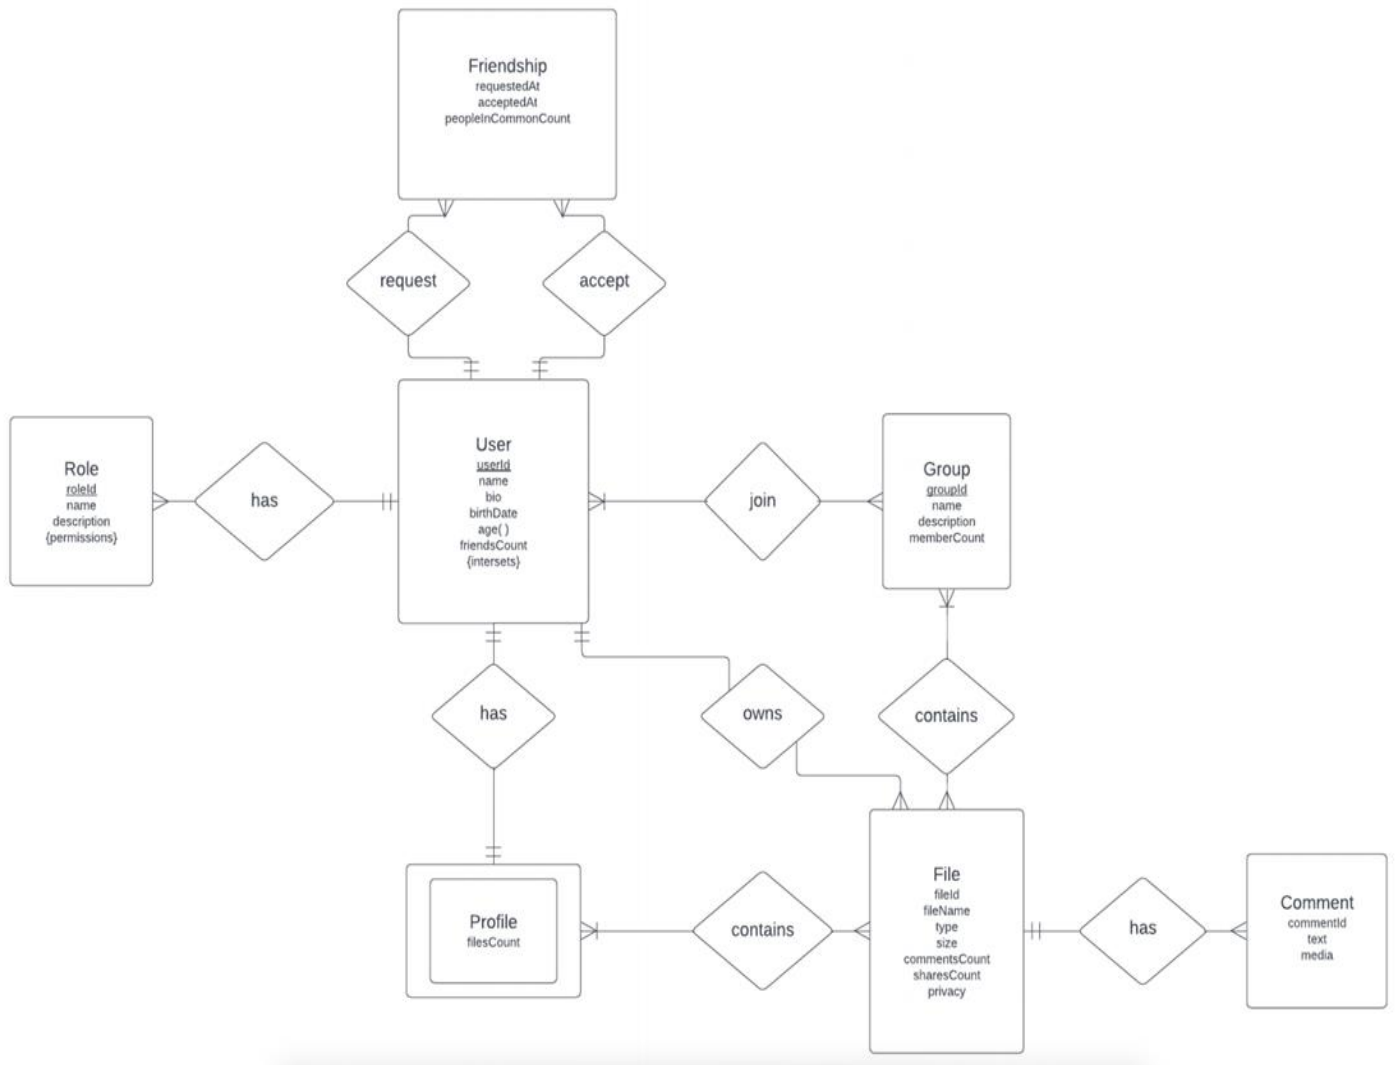 Friendship
requestedAt
acceptedAt
peopleInCommonCount
request
accept
Role
roleId
name
description
{permissions}
has
User
userId
name
bio
birthDate
age( )
friendsCount
{intersets}
join
Group
groupId
name
description
memberCount
has
owns
contains
Profile
filesCount
contains
File
fileId
fileName
type
size
commentsCount
sharesCount
privacy
has
Comment
commentId
text
media